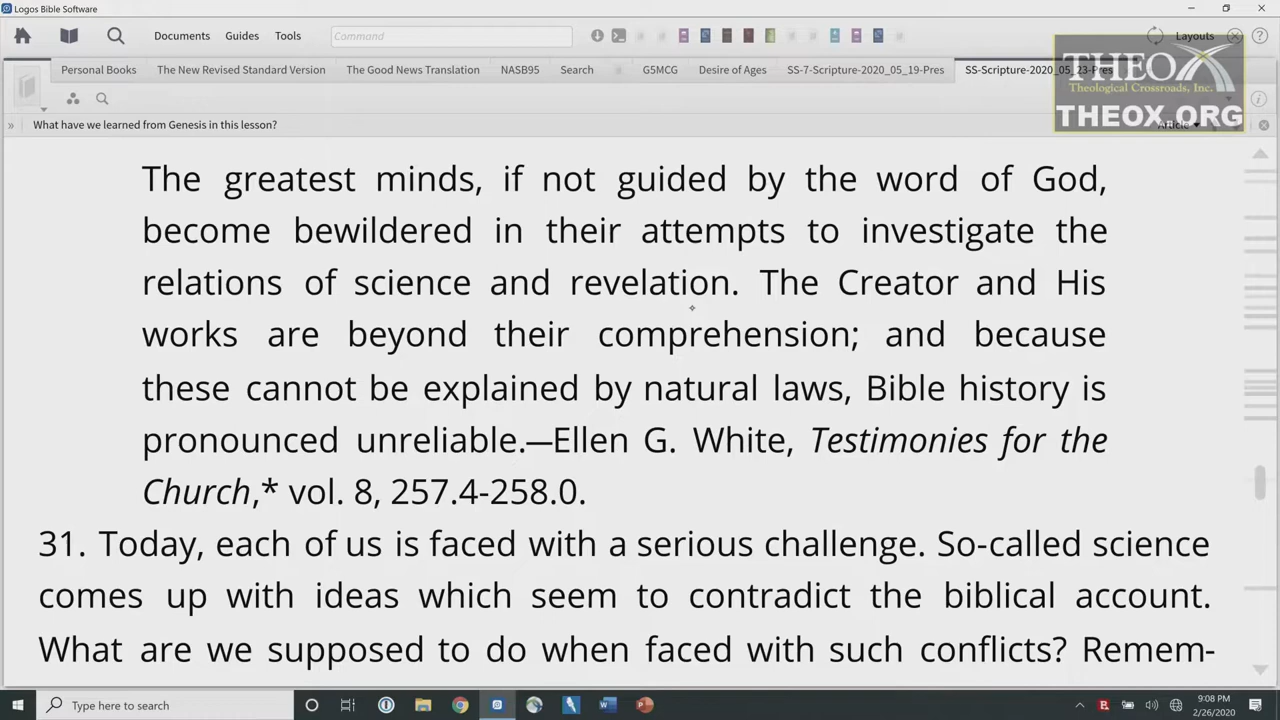 Logos Bible Software
Documents Guides Tools Command Layouts
Personal Books The New Revised Standard Version Translation NASB95 Search G5MCG Desire of Ages SS-7-Scripture-2020_05_19-Pres SS-Scripture-2020_05_23-Pres
THEOX
Theological Crossroads, Inc.
THEOX.ORG
» What have we learned from Genesis in this lesson? Article
The greatest minds, if not guided by the word of God,
become bewildered in their attempts to investigate the
relations of science and revelation. The Creator and His
works are beyond their comprehension; and because
these cannot be explained by natural laws, Bible history is
pronounced unreliable.—Ellen G. White, Testimonies for the
Church,* vol. 8, 257.4-258.0.
31. Today, each of us is faced with a serious challenge. So-called science
comes up with ideas which seem to contradict the biblical account.
What are we supposed to do when faced with such conflicts? Remem-
Type here to search
9:08 PM
2/26/2020